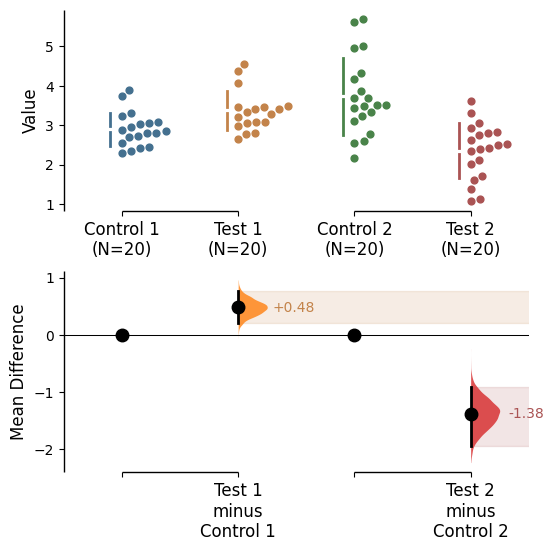 5
4
3
2
1
Value
Control 1 Test 1 Control 2 Test 2
(N=20) (N=20) (N=20) (N=20)
1
0
−1
−2
Mean Difference
+0.48
-1.38
Test 1 Test 2
minus minus
Control 1 Control 2